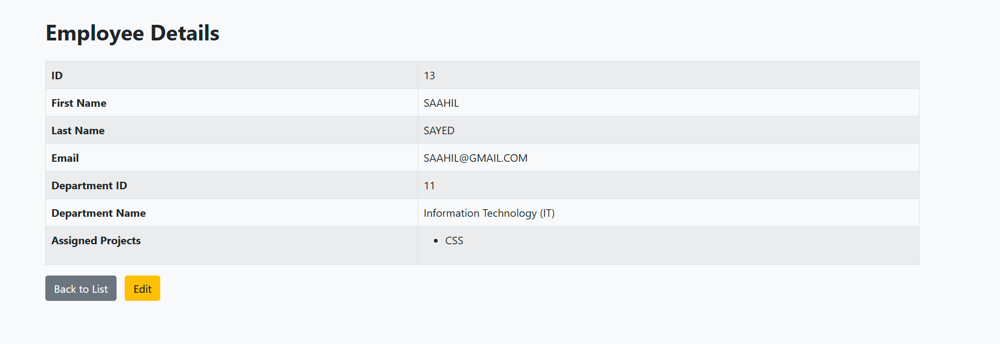 Employee Details
ID 13
First Name SAAHIL
Last Name SAYED
Email SAAHIL@GMAIL.COM
Department ID 11
Department Name Information Technology (IT)
Assigned Projects • CSS
Back to List Edit